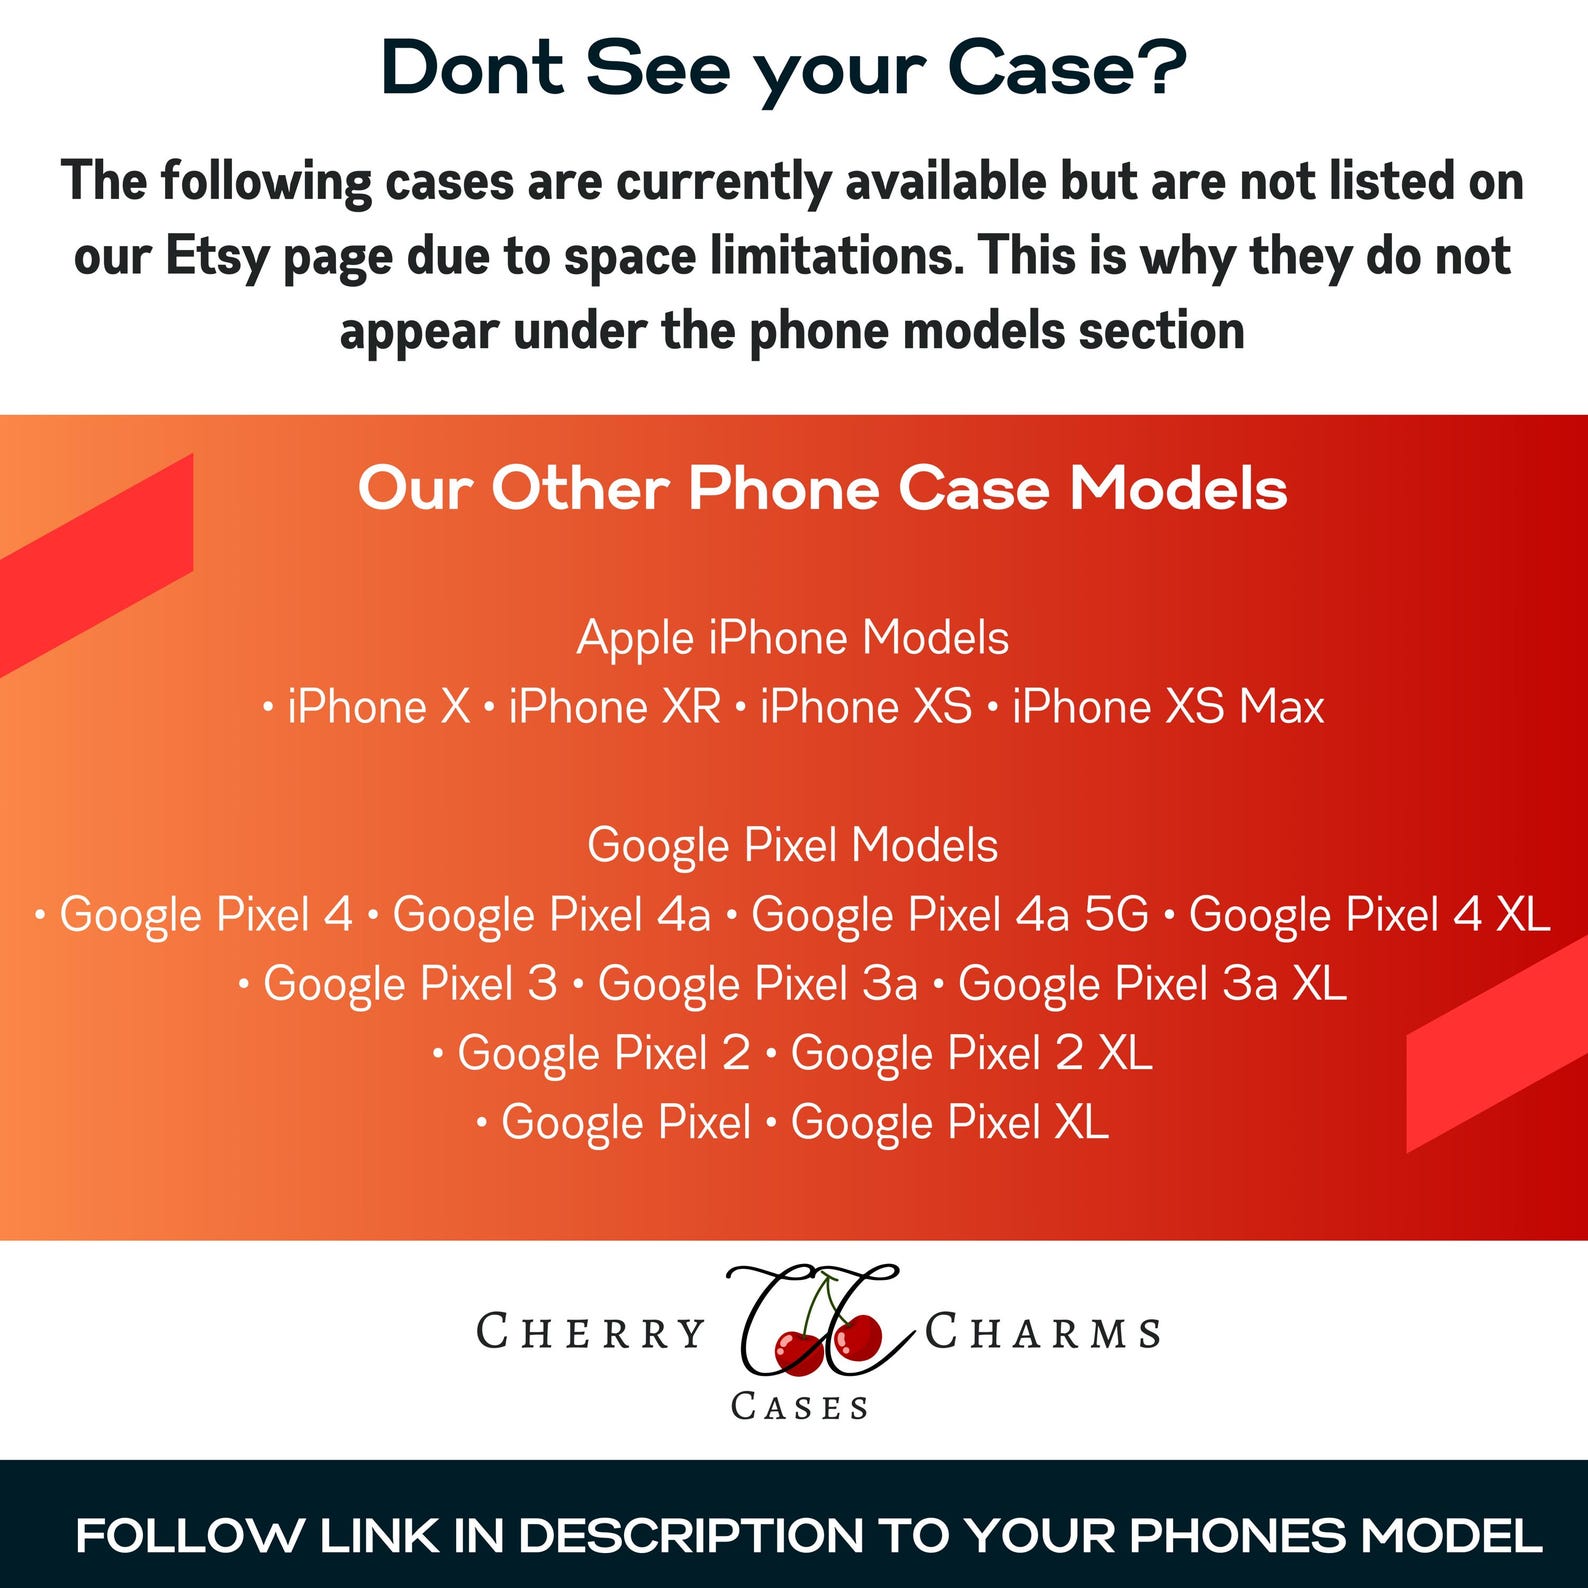 Dont See your Case?
The following cases are currently available but are not listed on
our Etsy page due to space limitations. This is why they do not
appear under the phone models section
Our Other Phone Case Models
Apple iPhone Models
• iPhone X • iPhone XR • iPhone XS • iPhone XS Max
Google Pixel Models
• Google Pixel 4 • Google Pixel 4a • Google Pixel 4a 5G • Google Pixel 4 XL
• Google Pixel 3 • Google Pixel 3a • Google Pixel 3a XL
• Google Pixel 2 • Google Pixel 2 XL
• Google Pixel • Google Pixel XL
CHERRY CC CHARMS
CASES
FOLLOW LINK IN DESCRIPTION TO YOUR PHONES MODEL